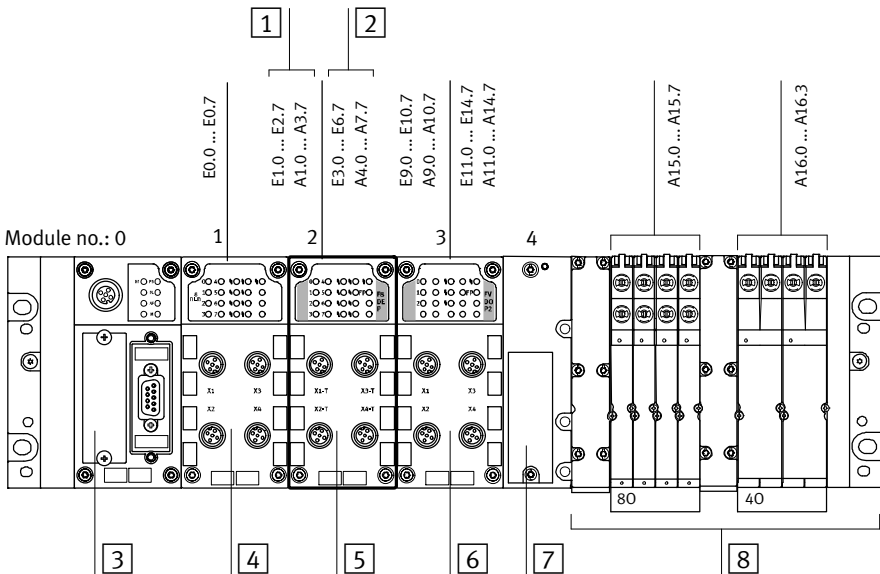 1
2
E0.0 ... E0.7
E1.0 ... E2.7
A1.0 ... A3.7
E3.0 ... E6.7
A4.0 ... A7.7
E9.0 ... E10.7
A9.0 ... A10.7
E11.0 ... E14.7
A11.0 ... A14.7
A15.0 ... A15.7
A16.0 ... A16.3
Module no.: 0
1
2
3
4
X1
X3
X1-T
X3-T
X1
X3
X2
X4
X2-T
X4-T
X2
X4
80
40
3
4
5
6
7
8